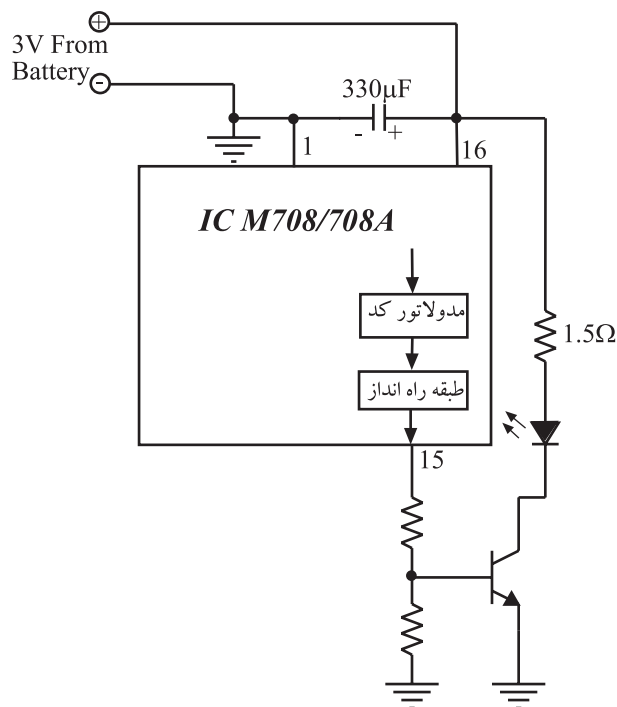 +
3V From
Battery
-
330μF
- +
1
16
IC M708/708A
مدولاتور کد
1.5Ω
طبقه راه انداز
15